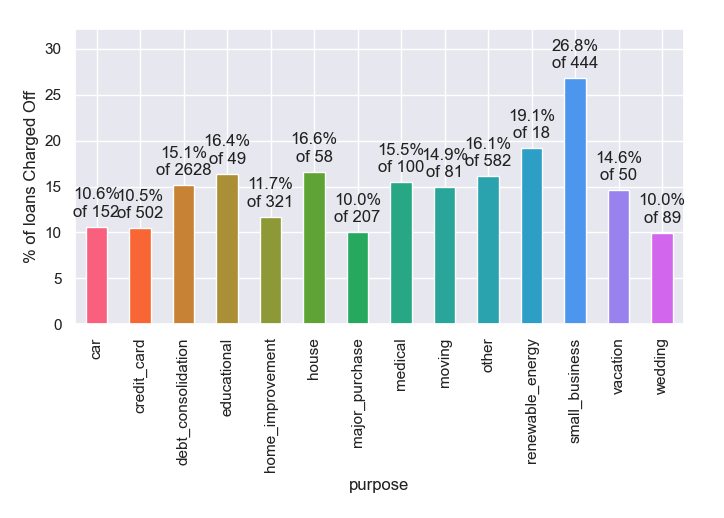 % of loans Charged Off
30
25
20
15
10
5
0
10.6%
of 152
10.5%
of 502
15.1%
of 2628
16.4%
of 49
11.7%
of 321
16.6%
of 58
10.0%
of 207
15.5%
of 100
14.9%
of 81
16.1%
of 582
19.1%
of 18
26.8%
of 444
14.6%
of 50
10.0%
of 89
car
credit_card
debt_consolidation
educational
home_improvement
house
major_purchase
medical
moving
other
renewable_energy
small_business
vacation
wedding
purpose